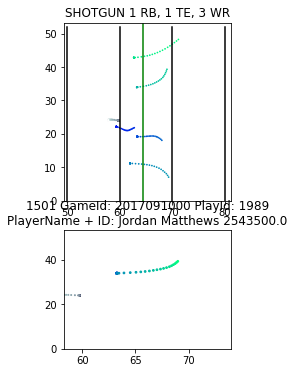 SHOTGUN 1 RB, 1 TE, 3 WR
50
40
30
20
10
0
50 60 70 80
1501 GameId: 2017091000 PlayId: 1989
PlayerName + ID: Jordan Matthews 2543500.0
40
20
0
60 65 70